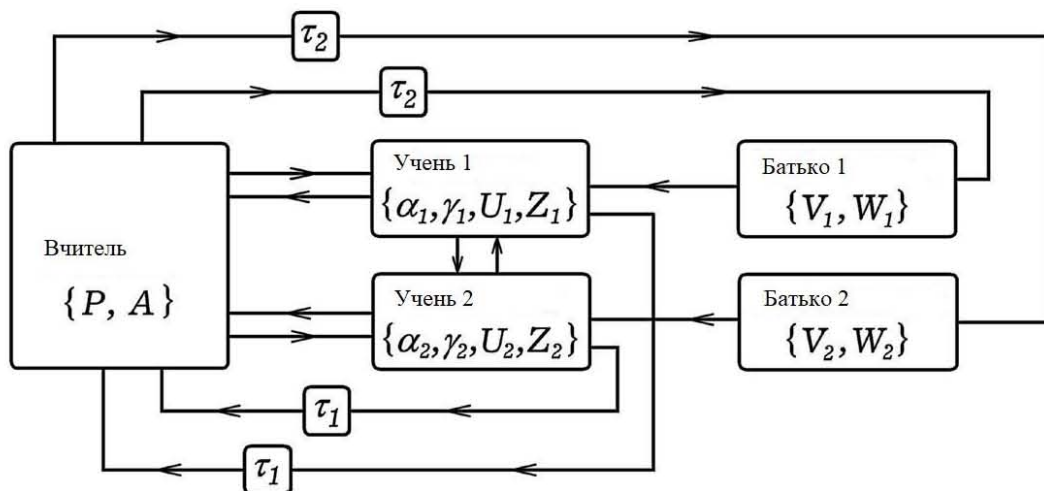 τ₂
τ₂
Учень 1
{α₁,γ₁,U₁,Z₁}
Батько 1
{V₁,W₁}
Вчитель
{P, A}
Учень 2
{α₂,γ₂,U₂,Z₂}
Батько 2
{V₂,W₂}
τ₁
τ₁